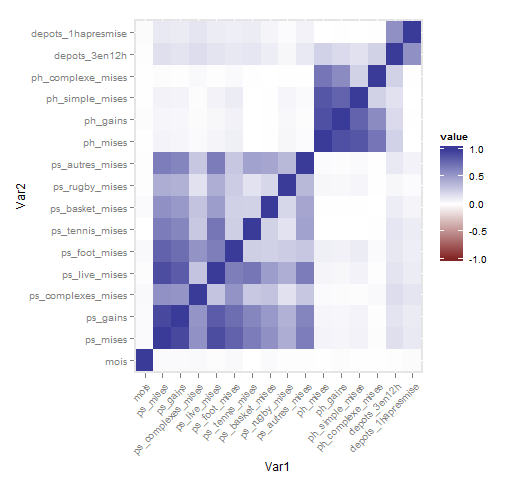 depots_1hapresmise
depots_3en12h
ph_complexe_mises
ph_simple_mises
ph_gains
ph_mises
ps_autres_mises
ps_rugby_mises
ps_basket_mises
ps_tennis_mises
ps_foot_mises
ps_live_mises
ps_complexes_mises
ps_gains
ps_mises
mois
Var2
mois
ps_mises
ps_gains
ps_complexes_mises
ps_live_mises
ps_foot_mises
ps_tennis_mises
ps_basket_mises
ps_rugby_mises
ps_autres_mises
ph_mises
ph_gains
ph_simple_mises
ph_complexe_mises
depots_3en12h
depots_1hapresmise
Var1
value
1.0
0.5
0.0
-0.5
-1.0